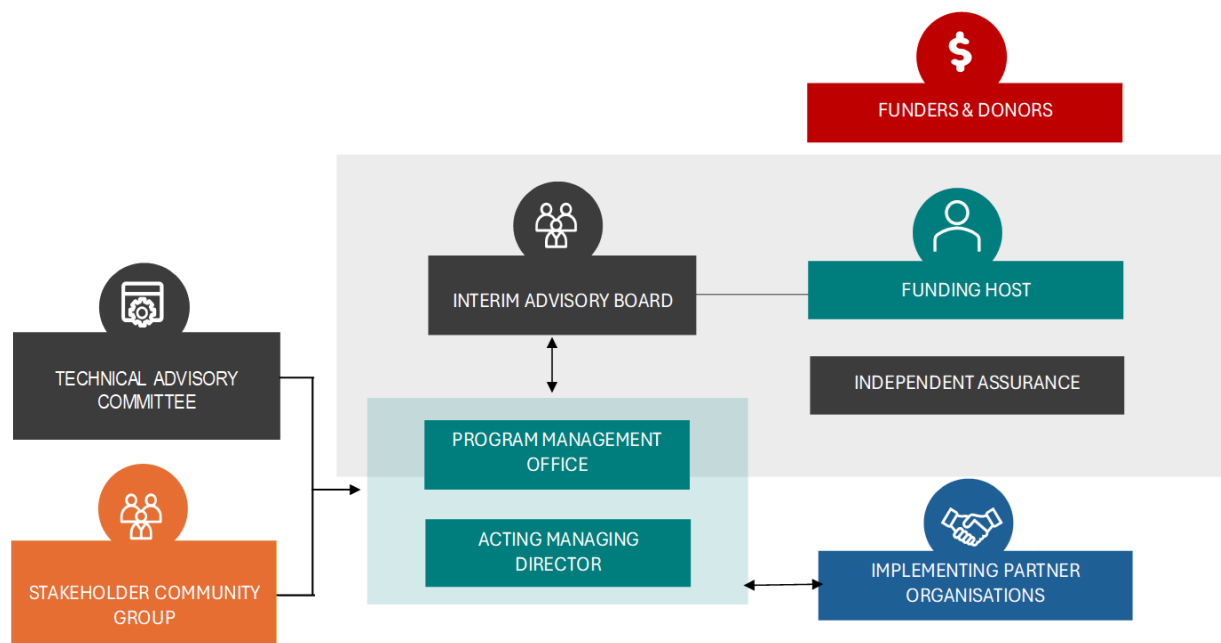 $
FUNDERS & DONORS
INTERIM ADVISORY BOARD
FUNDING HOST
TECHNICAL ADVISORY
COMMITTEE
INDEPENDENT ASSURANCE
PROGRAM MANAGEMENT
OFFICE
ACTING MANAGING
DIRECTOR
STAKEHOLDER COMMUNITY
GROUP
IMPLEMENTING PARTNER
ORGANISATIONS